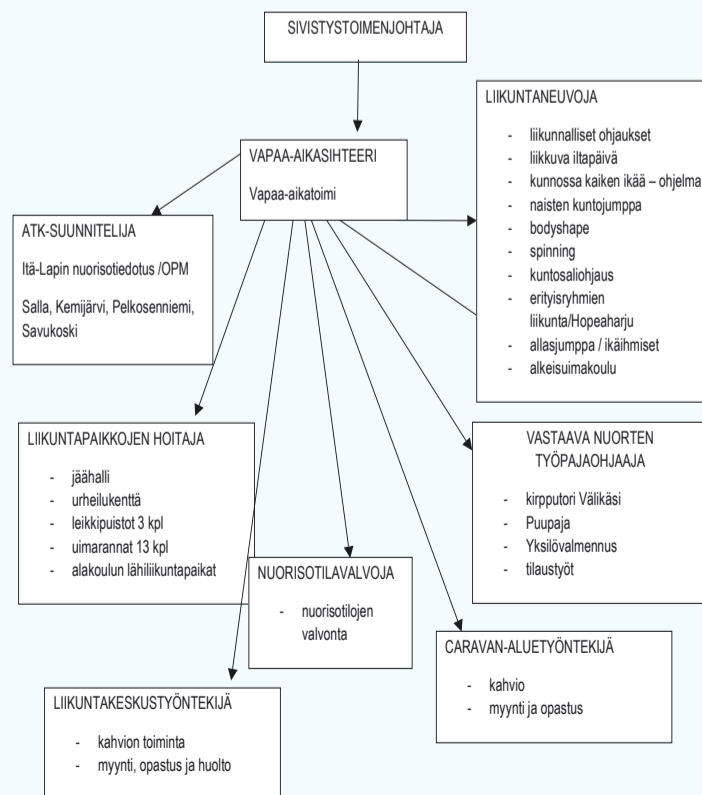 SIVISTYSTOIMENJOHTAJA
VAPAA-AIKASIHTEERI
Vapaa-aikatoimi
LIIKUNTANEUVOJA
- liikunnalliset ohjaukset
- liikkuva iltapäivä
- kunnossa kaiken ikää – ohjelma
- naisten kuntojumppa
- bodyshape
- spinning
- kuntosaliohjaus
- erityisryhmien
liikunta/Hopeaharju
- allasjumppa / ikäihmiset
- alkeisuimakoulu
ATK-SUUNNITELIJA
Itä-Lapin nuorisotiedotus /OPM
Salla, Kemijärvi, Pelkosenniemi,
Savukoski
LIIKUNTAPAIKKOJEN HOITAJA
- jäähalli
- urheilukenttä
- leikkipuistot 3 kpl
- uimarannat 13 kpl
- alakoulun lähiliikuntapaikat
VASTAAVA NUORTEN
TYÖPAJAOHJAAJA
- kirpputori Välikäsi
- Puupaja
- Yksilövalmennus
- tilaustyöt
NUORISOTILAVALVOJA
- nuorisotilojen
valvonta
CARAVAN-ALUETYÖNTEKIJÄ
- kahvio
- myynti ja opastus
LIIKUNTAKESKUSTYÖNTEKIJÄ
- kahvion toiminta
- myynti, opastus ja huolto